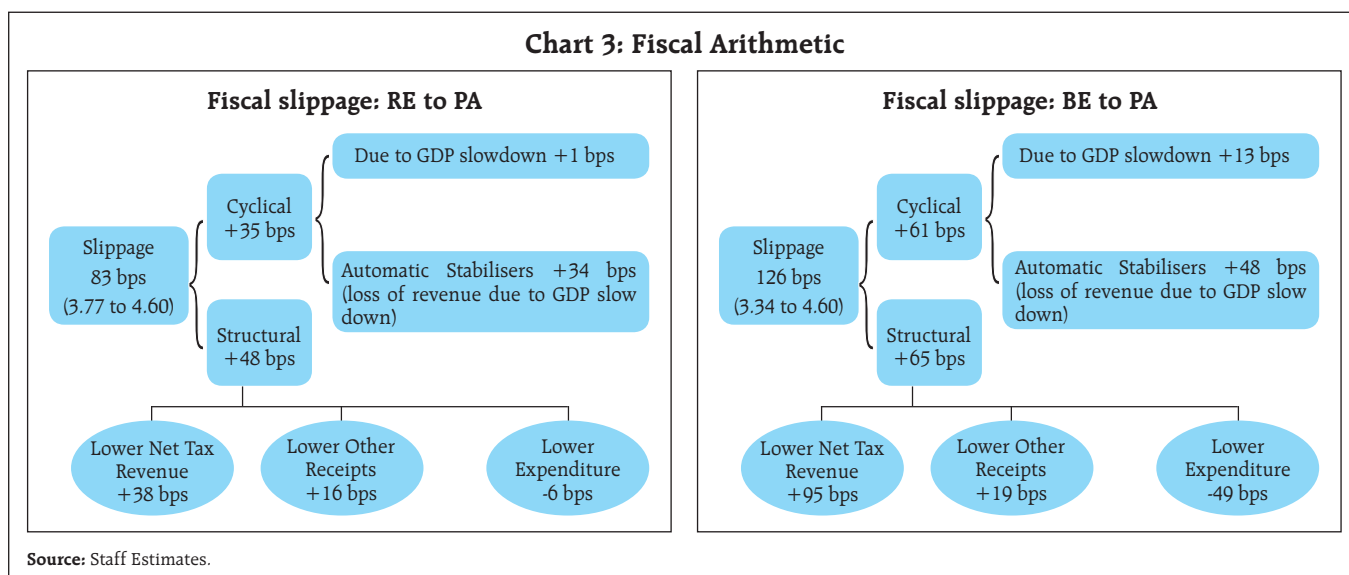 Chart 3: Fiscal Arithmetic
Fiscal slippage: RE to PA
Due to GDP slowdown +1 bps
Cyclical
+35 bps
Slippage
83 bps
(3.77 to 4.60)
Automatic Stabilisers +34 bps
(loss of revenue due to GDP slow
down)
Structural
+48 bps
Lower Net Tax
Revenue
+38 bps
Lower Other
Receipts
+16 bps
Lower
Expenditure
-6 bps
Fiscal slippage: BE to PA
Due to GDP slowdown +13 bps
Cyclical
+61 bps
Slippage
126 bps
(3.34 to 4.60)
Automatic Stabilisers +48 bps
(loss of revenue due to GDP slow
down)
Structural
+65 bps
Lower Net Tax
Revenue
+95 bps
Lower Other
Receipts
+19 bps
Lower
Expenditure
-49 bps
Source: Staff Estimates.